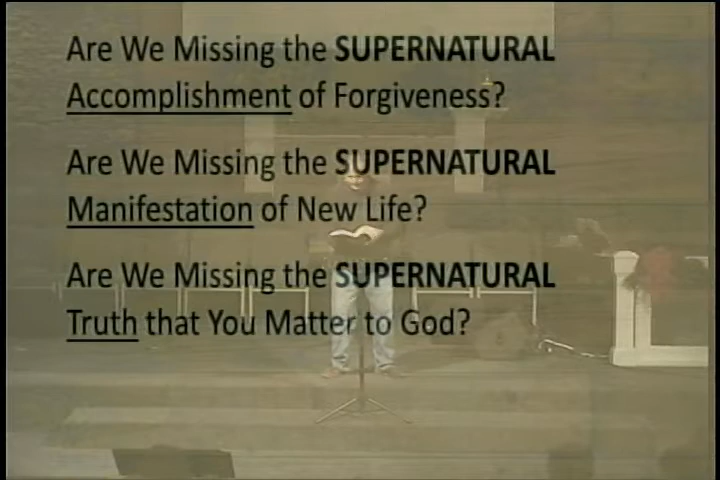 Are We Missing the SUPERNATURAL
Accomplishment of Forgiveness?
Are We Missing the SUPERNATURAL
Manifestation of New Life?
Are We Missing the SUPERNATURAL
Truth that You Matter to God?